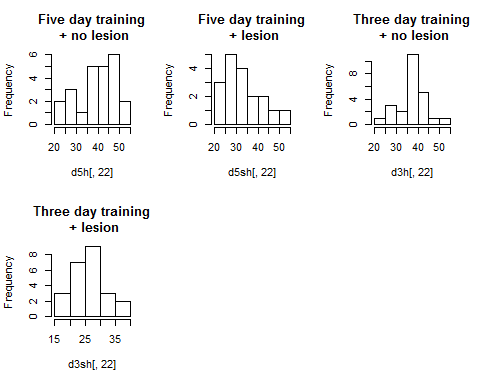 Five day training
+ no lesion
Frequency
0 2 4 6
20 30 40 50
d5h[, 22]
Five day training
+ lesion
Frequency
0 2 4
20 30 40 50
d5sh[, 22]
Three day training
+ no lesion
Frequency
0 4 8
20 30 40 50
d3h[, 22]
Three day training
+ lesion
Frequency
0 2 4 6 8
15 25 35
d3sh[, 22]